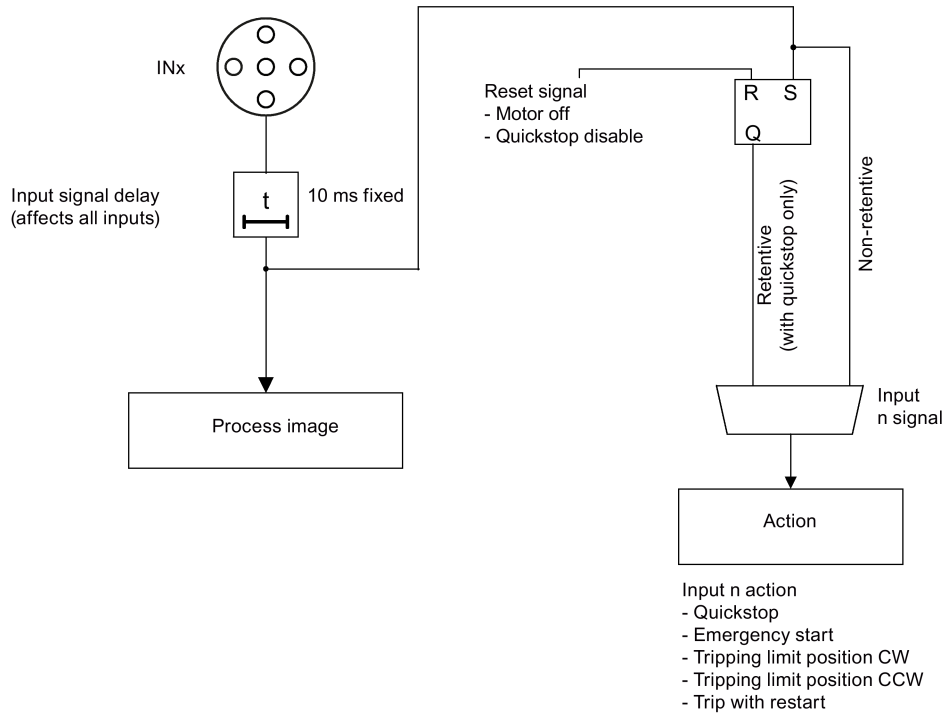 INx
Input signal delay
(affects all inputs)
t
10 ms fixed
Process image
Reset signal
- Motor off
- Quickstop disable
R S
Q
Retentive
(with quickstop only)
Non-retentive
Input
n signal
Action
Input n action
- Quickstop
- Emergency start
- Tripping limit position CW
- Tripping limit position CCW
- Trip with restart